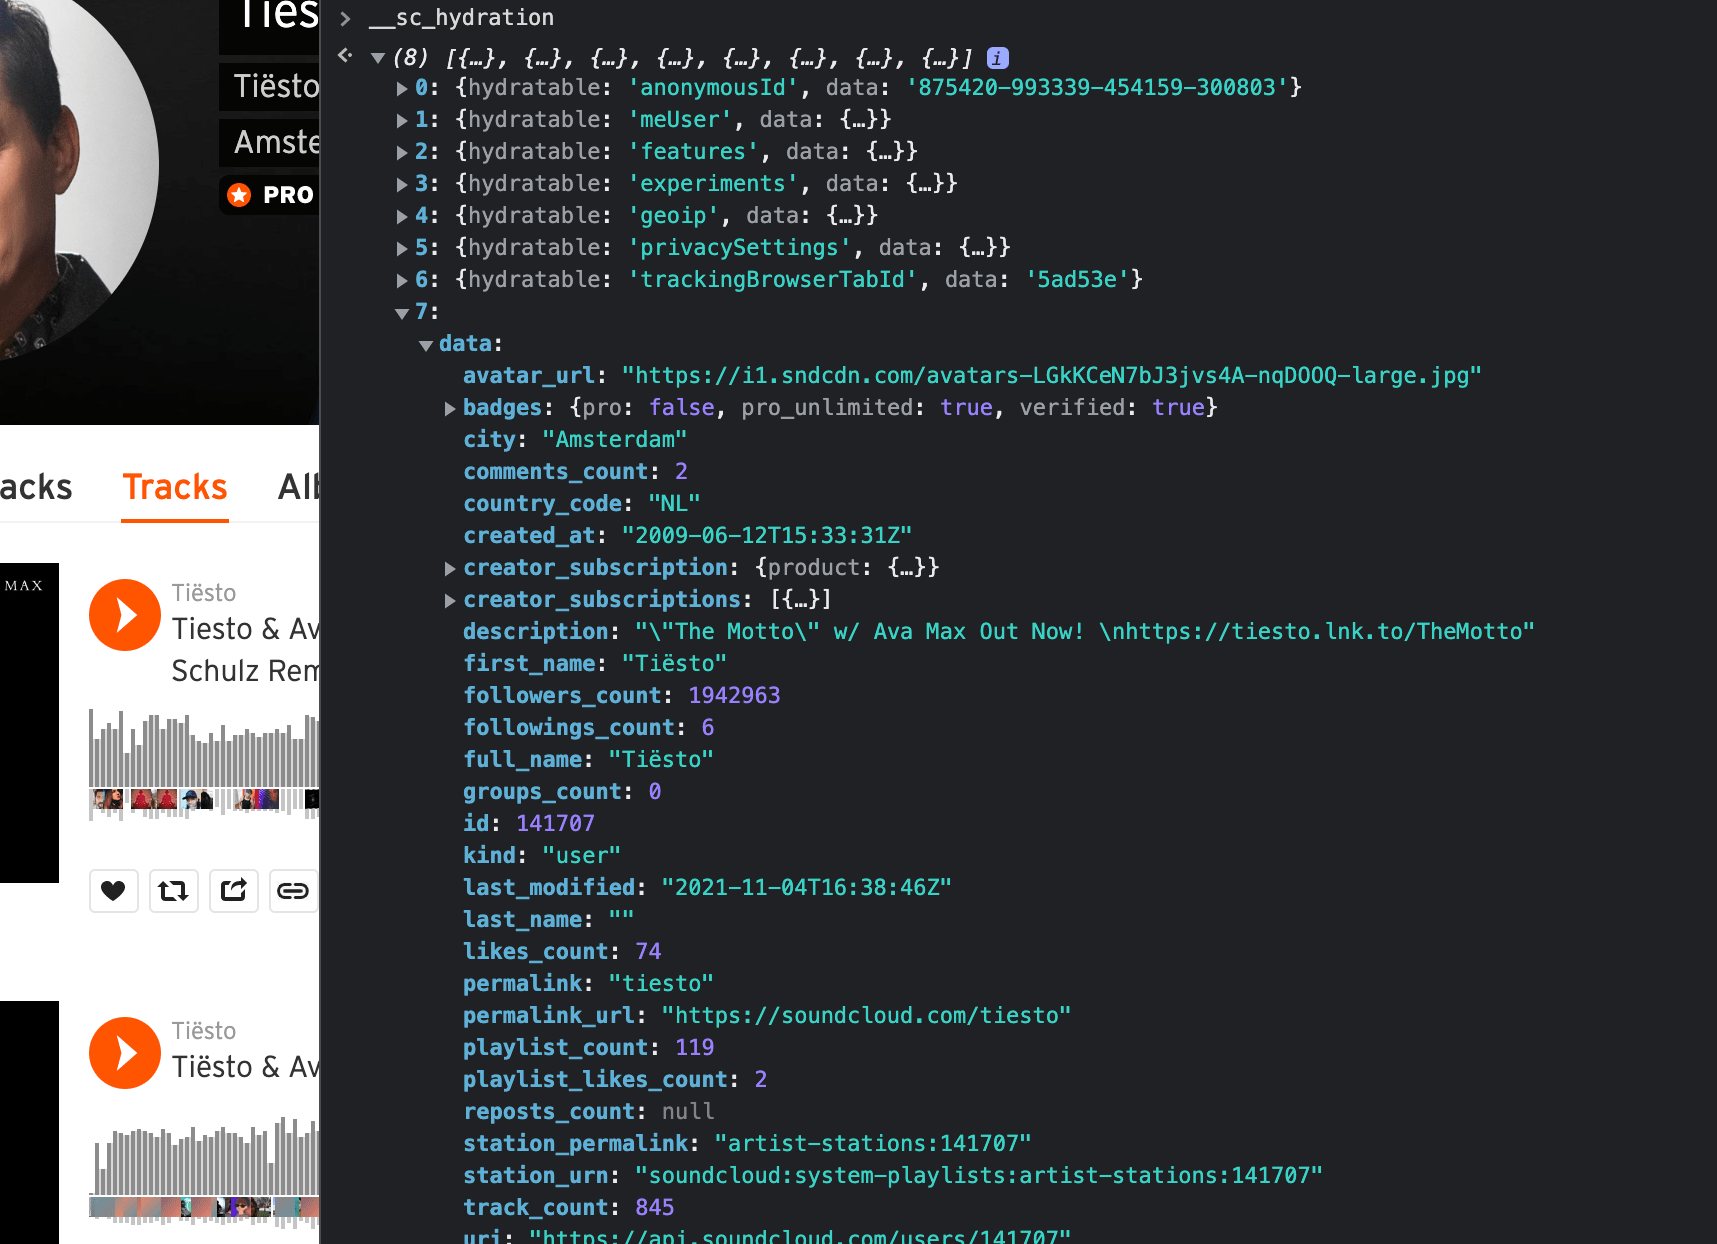 Ties
Tiësto
Amste
PRO
acks Tracks Alb
MAX
Tiësto
Tiesto & Av
Schulz Rem
Tiësto
Tiësto & Av
> __sc_hydration
(8) [{…}, {…}, {…}, {…}, {…}, {…}, {…}, {…}] i
0: {hydratable: 'anonymousId', data: '875420-993339-454159-300803'}
1: {hydratable: 'meUser', data: {…}}
2: {hydratable: 'features', data: {…}}
3: {hydratable: 'experiments', data: {…}}
4: {hydratable: 'geoip', data: {…}}
5: {hydratable: 'privacySettings', data: {…}}
6: {hydratable: 'trackingBrowserTabId', data: '5ad53e'}
7:
data:
avatar_url: "https://i1.sndcdn.com/avatars-LGkKCeN7bJ3jvs4A-nqDOOQ-large.jpg"
badges: {pro: false, pro_unlimited: true, verified: true}
city: "Amsterdam"
comments_count: 2
country_code: "NL"
created_at: "2009-06-12T15:33:31Z"
creator_subscription: {product: {…}}
creator_subscriptions: [{…}]
description: "\"The Motto\" w/ Ava Max Out Now! \nhttps://tiesto.lnk.to/TheMotto"
first_name: "Tiësto"
followers_count: 1942963
followings_count: 6
full_name: "Tiësto"
groups_count: 0
id: 141707
kind: "user"
last_modified: "2021-11-04T16:38:46Z"
last_name: ""
likes_count: 74
permalink: "tiesto"
permalink_url: "https://soundcloud.com/tiesto"
playlist_count: 119
playlist_likes_count: 2
reposts_count: null
station_permalink: "artist-stations:141707"
station_urn: "soundcloud:system-playlists:artist-stations:141707"
track_count: 845
uri: "https://api.soundcloud.com/users/141707"